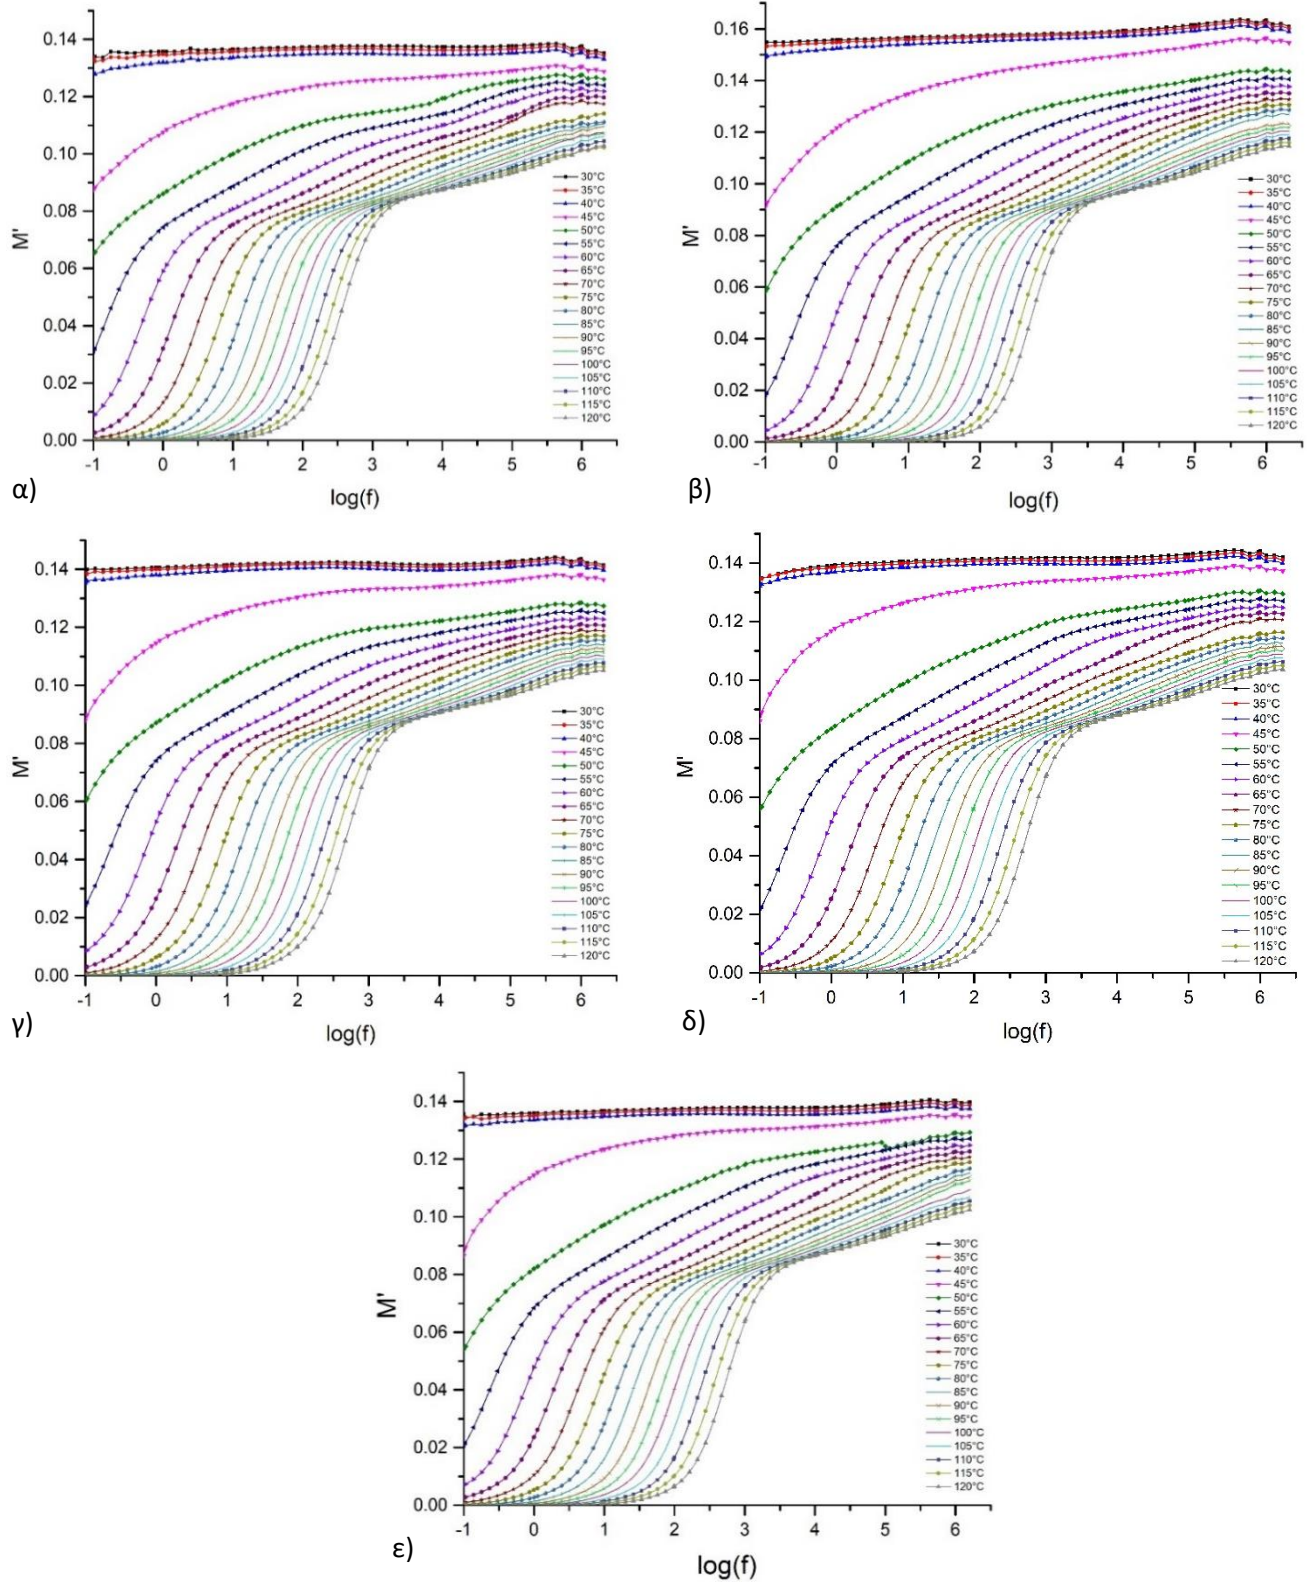 0.14
0.12
0.10
0.08
0.06
0.04
0.02
0.00
M'
-1 0 1 2 3 4 5 6
log(f)
30°C
35°C
40°C
45°C
50°C
55°C
60°C
65°C
70°C
75°C
80°C
85°C
90°C
95°C
100°C
105°C
110°C
115°C
120°C
α)
0.16
0.14
0.12
0.10
0.08
0.06
0.04
0.02
0.00
M'
-1 0 1 2 3 4 5 6
log(f)
30°C
35°C
40°C
45°C
50°C
55°C
60°C
65°C
70°C
75°C
80°C
85°C
90°C
95°C
100°C
105°C
110°C
115°C
120°C
β)
0.14
0.12
0.10
0.08
0.06
0.04
0.02
0.00
M'
-1 0 1 2 3 4 5 6
log(f)
30°C
35°C
40°C
45°C
50°C
55°C
60°C
65°C
70°C
75°C
80°C
85°C
90°C
95°C
100°C
105°C
110°C
115°C
120°C
γ)
0.14
0.12
0.10
0.08
0.06
0.04
0.02
0.00
M'
-1 0 1 2 3 4 5 6
log(f)
30°C
35°C
40°C
45°C
50°C
55°C
60°C
65°C
70°C
75°C
80°C
85°C
90°C
95°C
100°C
105°C
110°C
115°C
120°C
δ)
0.14
0.12
0.10
0.08
0.06
0.04
0.02
0.00
M'
-1 0 1 2 3 4 5 6
log(f)
30°C
35°C
40°C
45°C
50°C
55°C
60°C
65°C
70°C
75°C
80°C
85°C
90°C
95°C
100°C
105°C
110°C
115°C
120°C
ε)